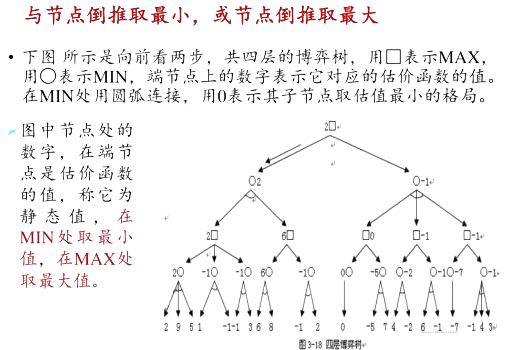 与节点倒推取最小，或节点倒推取最大
• 下图 所示是向前看两步，共四层的博弈树，用□表示MAX，
用〇表示MIN，端节点上的数字表示它对应的估价函数的值。
在MIN处用圆弧连接，用0表示其子节点取估值最小的格局。
图中节点处的
数字，在端节
点是估价函数
的值，称它为
静态值，在
MIN处取最小
值，在MAX处
取最大值。
2□
〇2 〇-1
2□ 6□ □0 □-1 □-1
2〇 -1〇 -1〇 6〇 -1〇 0〇 -5〇 〇-2 〇-1 〇-7 〇-1
2 9 5 1 -1 -1 3 6 8 -1 2 0 -5 7 4 -2 6 -1 -7 -1 4 3
图3-18 四层博弈树